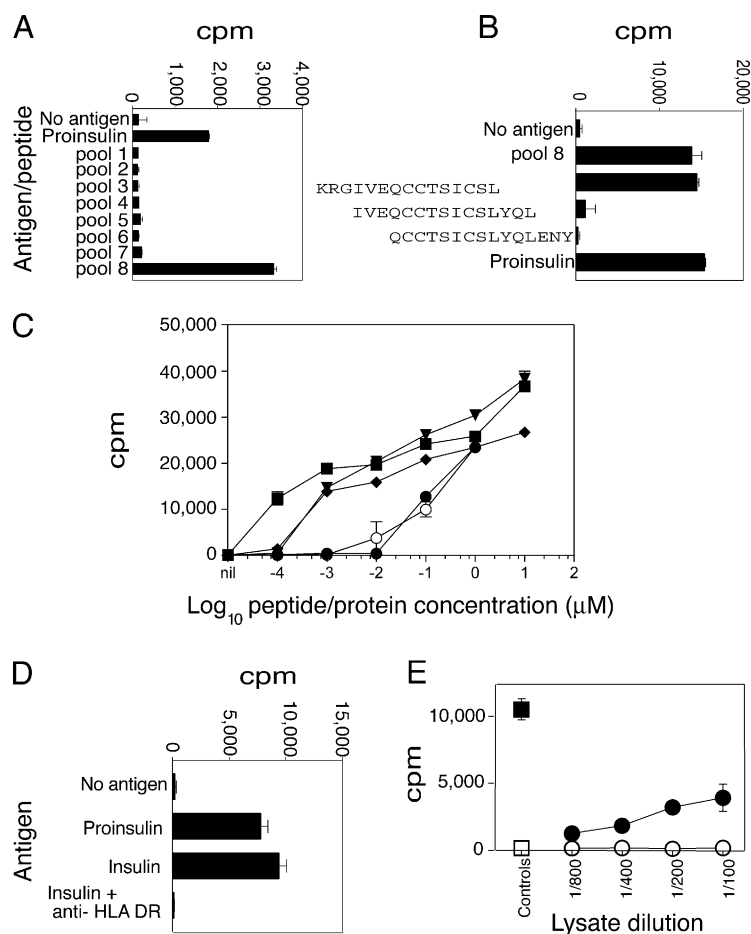 A
cpm
0
1,000
2,000
3,000
4,000
Antigen/peptide
No antigen
Proinsulin
pool 1
pool 2
pool 3
pool 4
pool 5
pool 6
pool 7
pool 8
B
cpm
0
10,000
20,000
No antigen
pool 8
KRGIVEQCCTSICSL
IVEQCCTSICSLYQL
QCCTSICSLYQLENY
Proinsulin
C
cpm
50,000
40,000
30,000
20,000
10,000
0
nil -4 -3 -2 -1 0 1 2
Log10 peptide/protein concentration (μM)
D
cpm
0
5,000
10,000
15,000
Antigen
No antigen
Proinsulin
Insulin
Insulin +
anti- HLA DR
E
cpm
10,000
5,000
0
Controls
1/800
1/400
1/200
1/100
Lysate dilution